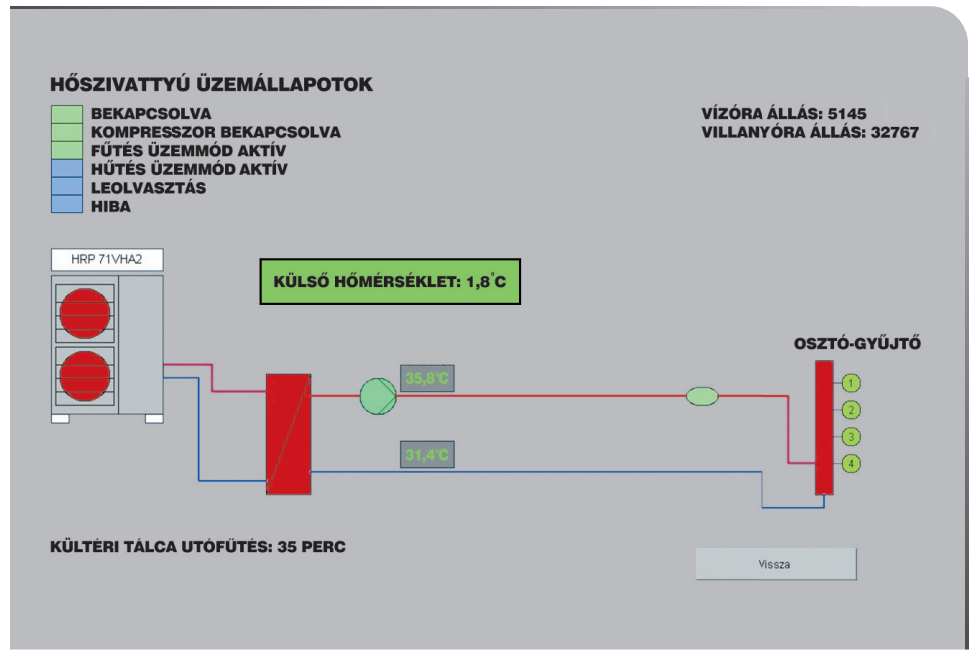 HŐSZIVATTYÚ ÜZEMÁLLAPOTOK
BEKAPCSOLVA
KOMPRESSZOR BEKAPCSOLVA
FŰTÉS ÜZEMMÓD AKTÍV
HŰTÉS ÜZEMMÓD AKTÍV
LEOLVASZTÁS
HIBA
VÍZÓRA ÁLLÁS: 5145
VILLANYÓRA ÁLLÁS: 32767
HRP 71VHA2
KÜLSŐ HŐMÉRSÉKLET: 1,8°C
OSZTÓ-GYŰJTŐ
35,8°C
1
2
3
31,4°C
4
KÜLTÉRI TÁLCA UTÓFŰTÉS: 35 PERC
Vissza